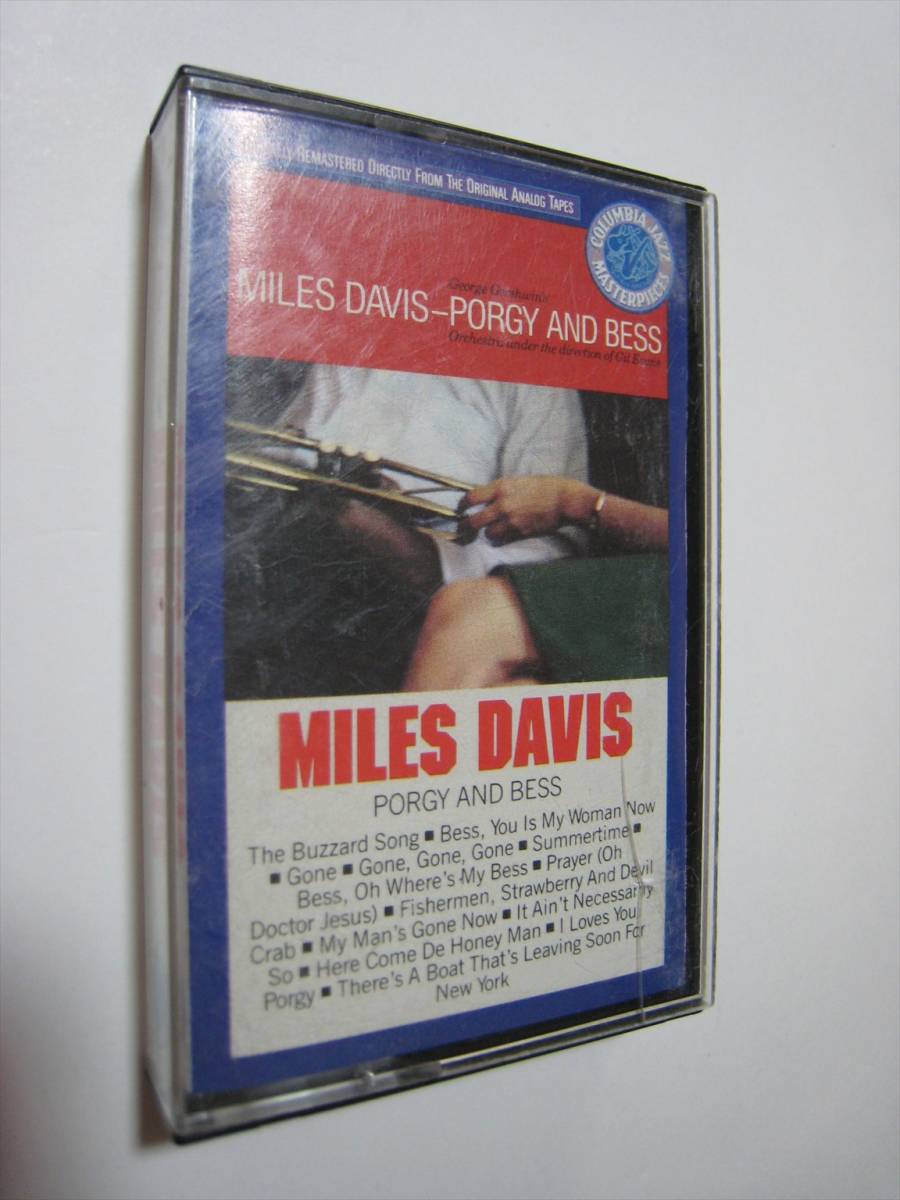 REMASTERED DIRECTLY FROM THE ORIGINAL ANALOG TAPES
COLUMBIA JAZZ MASTERPIECES
George Gershwin's
MILES DAVIS–PORGY AND BESS
Orchestra under the direction of Gil Evans
MILES DAVIS
PORGY AND BESS
The Buzzard Song ■ Bess, You Is My Woman Now
■ Gone ■ Gone, Gone, Gone ■ Summertime ■
Bess, Oh Where's My Bess ■ Prayer (Oh
Doctor Jesus) ■ Fishermen, Strawberry And Devil
Crab ■ My Man's Gone Now ■ It Ain't Necessarily
So ■ Here Come De Honey Man ■ I Loves You,
Porgy ■ There's A Boat That's Leaving Soon For
New York